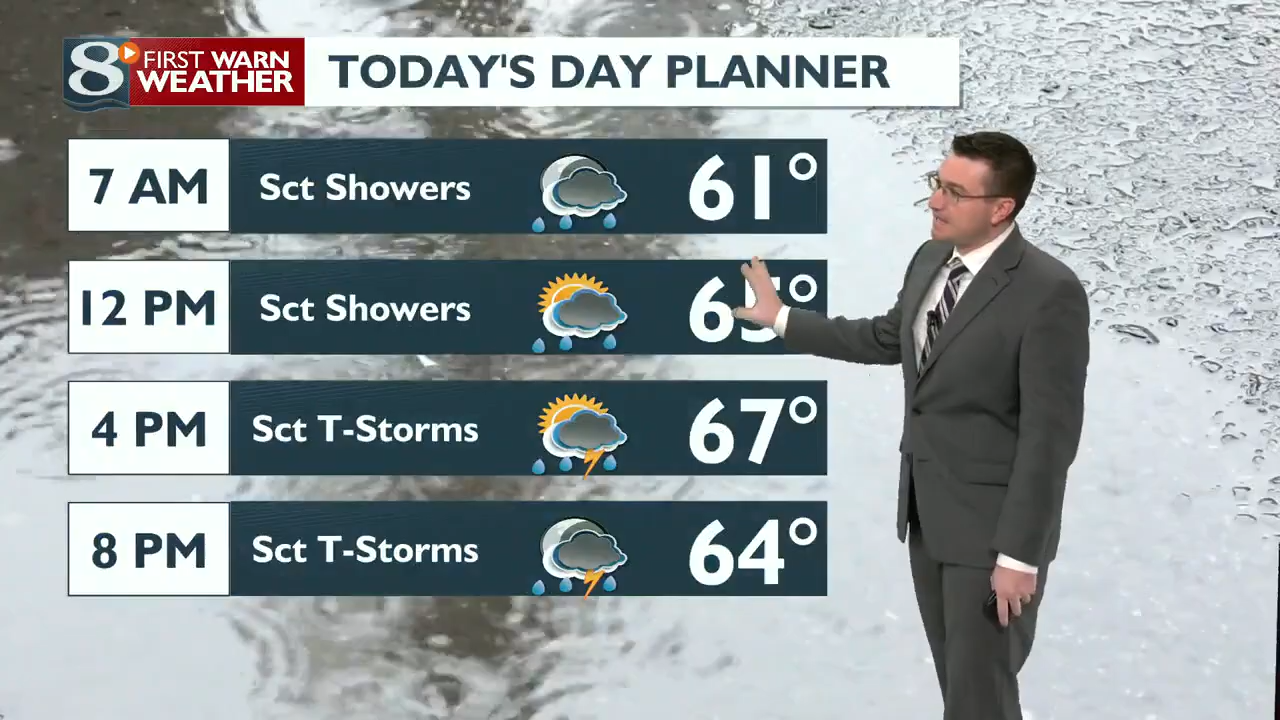 8 FIRST WARN
WEATHER
TODAY'S DAY PLANNER
7 AM Sct Showers 61°
12 PM Sct Showers 65°
4 PM Sct T-Storms 67°
8 PM Sct T-Storms 64°